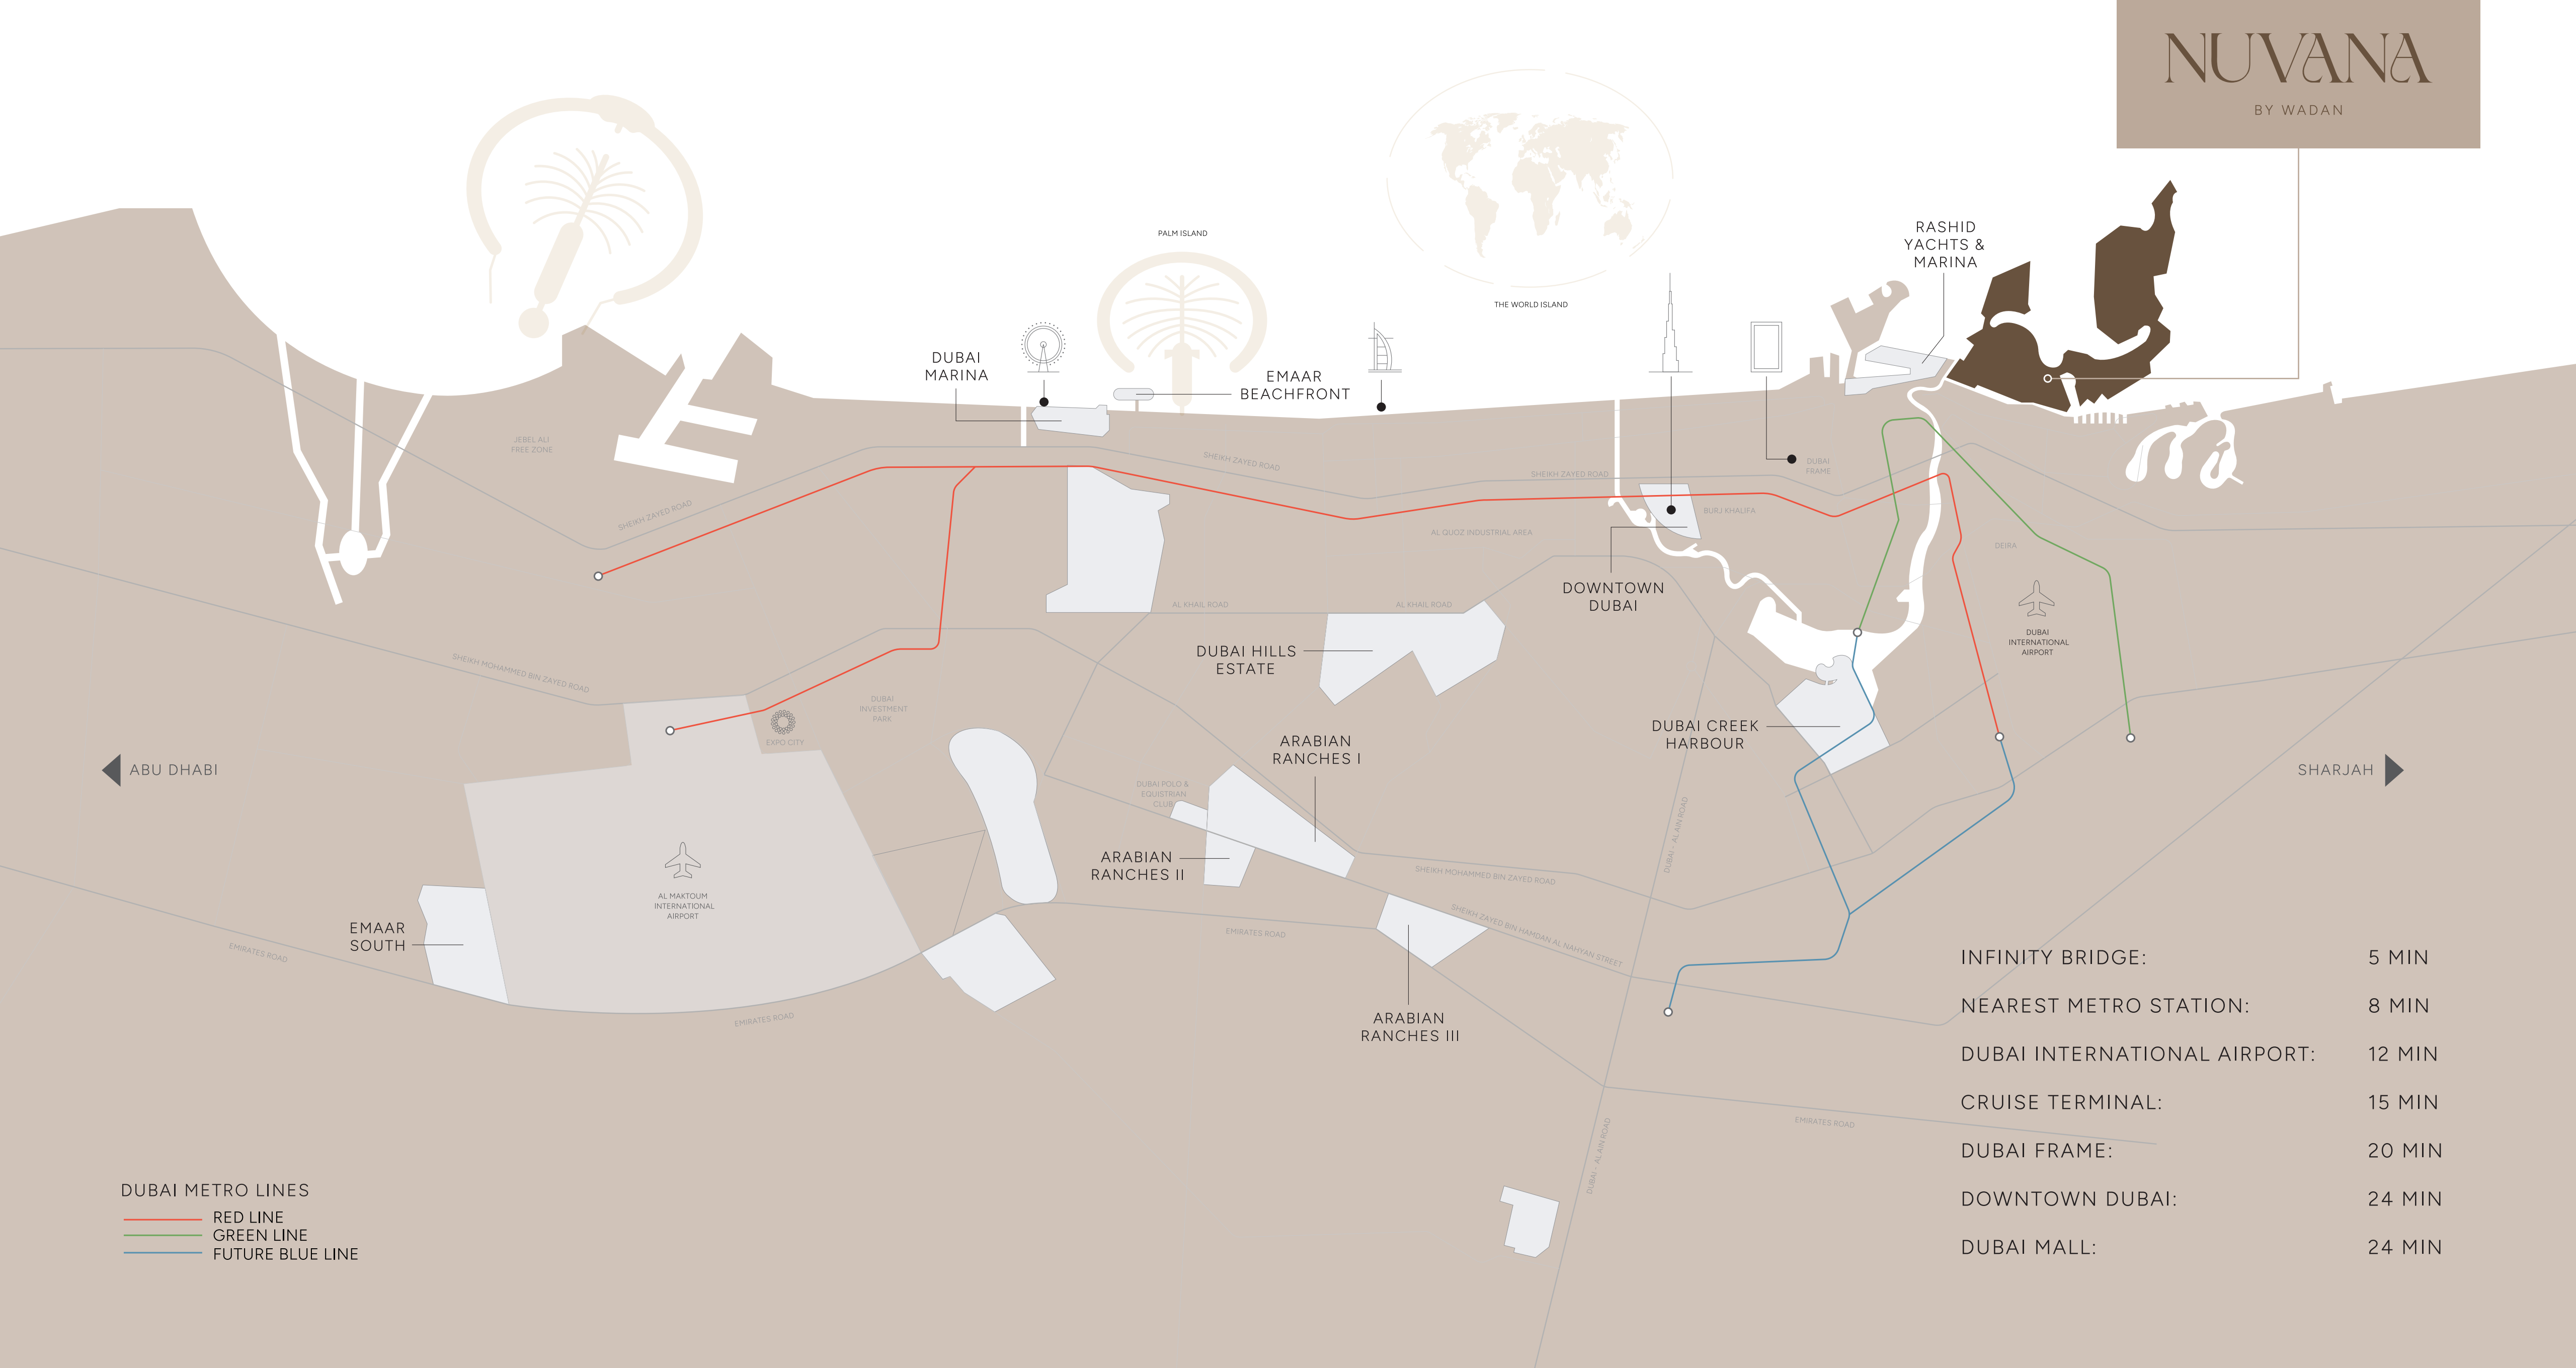 NUVANA
BY WADAN
RASHID
YACHTS &
MARINA
PALM ISLAND
THE WORLD ISLAND
DUBAI
MARINA
EMAAR
BEACHFRONT
JEBEL ALI
FREE ZONE
SHEIKH ZAYED ROAD
SHEIKH ZAYED ROAD
SHEIKH ZAYED ROAD
DUBAI
FRAME
BURJ KHALIFA
AL QUOZ INDUSTRIAL AREA
DEIRA
DOWNTOWN
DUBAI
AL KHAIL ROAD
AL KHAIL ROAD
DUBAI
INTERNATIONAL
AIRPORT
DUBAI HILLS
ESTATE
SHEIKH MOHAMMED BIN ZAYED ROAD
DUBAI
INVESTMENT
PARK
EXPO CITY
DUBAI CREEK
HARBOUR
ARABIAN
RANCHES I
ABU DHABI
SHARJAH
DUBAI POLO &
EQUISTRIAN
CLUB
DUBAI - AL AIN ROAD
ARABIAN
RANCHES II
SHEIKH MOHAMMED BIN ZAYED ROAD
AL MAKTOUM
INTERNATIONAL
AIRPORT
EMAAR
SOUTH
EMIRATES ROAD
EMIRATES ROAD
SHEIKH ZAYED BIN HAMDAN AL NAHYAN STREET
EMIRATES ROAD
ARABIAN
RANCHES III
EMIRATES ROAD
DUBAI - AL AIN ROAD
INFINITY BRIDGE: 5 MIN
NEAREST METRO STATION: 8 MIN
DUBAI INTERNATIONAL AIRPORT: 12 MIN
CRUISE TERMINAL: 15 MIN
DUBAI FRAME: 20 MIN
DOWNTOWN DUBAI: 24 MIN
DUBAI MALL: 24 MIN
DUBAI METRO LINES
RED LINE
GREEN LINE
FUTURE BLUE LINE